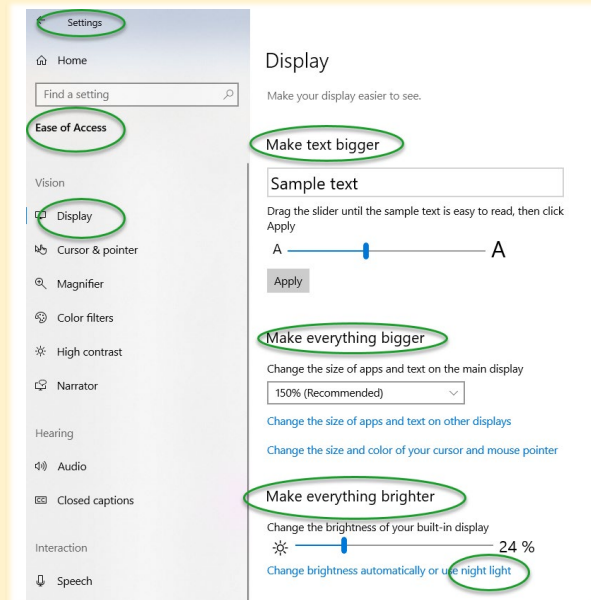 Settings
Home
Find a setting
Ease of Access
Vision
Display
Cursor & pointer
Magnifier
Color filters
High contrast
Narrator
Hearing
Audio
Closed captions
Interaction
Speech
Display
Make your display easier to see.
Make text bigger
Sample text
Drag the slider until the sample text is easy to read, then click
Apply
A A
Apply
Make everything bigger
Change the size of apps and text on the main display
150% (Recommended)
Change the size of apps and text on other displays
Change the size and color of your cursor and mouse pointer
Make everything brighter
Change the brightness of your built-in display
24 %
Change brightness automatically or use night light